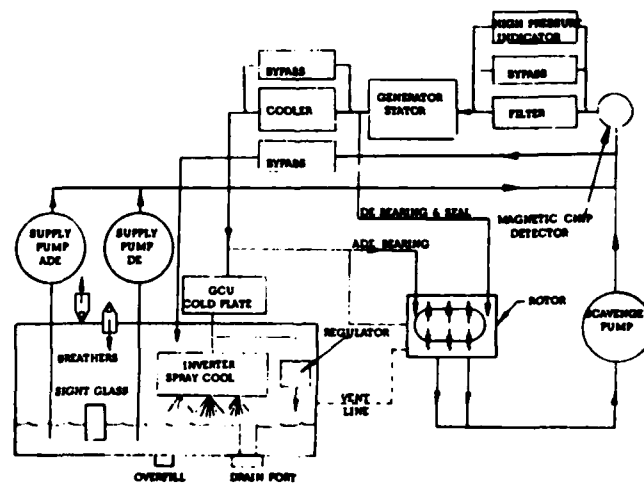 HIGH PRESSURE
INDICATOR
BYPASS
BYPASS
COOLER
GENERATOR
STATOR
FILTER
BYPASS
SUPPLY
PUMP
ADE
SUPPLY
PUMP
DE
DE BEARING & SEAL
MAGNETIC CHIP
DETECTOR
ADE BEARING
GCU
COLD PLATE
ROTOR
SCAVENGE
PUMP
REGULATOR
BREATHERS
INVERTER
SPRAY COOL
SIGHT GLASS
VENT
LINE
OVERFILL
DRAIN PORT